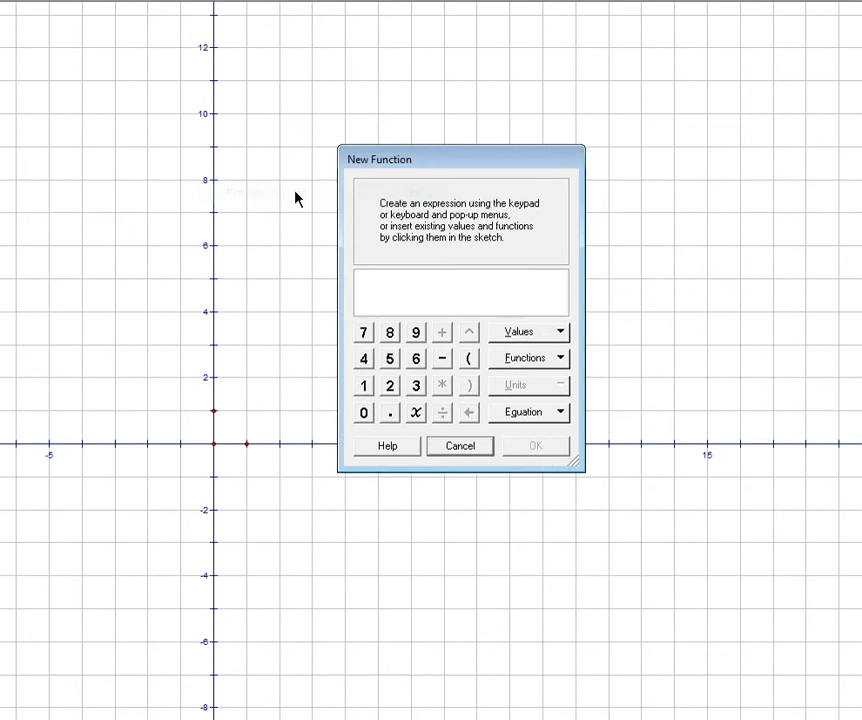 12
10
8
6
4
2
-5
15
-2
-4
-6
-8
New Function
Create an expression using the keypad
or keyboard and pop-up menus,
or insert existing values and functions
by clicking them in the sketch.
7 8 9 + ^ Values
4 5 6 - ( Functions
1 2 3 * ) Units
0 . x ÷ ← Equation
Help Cancel OK